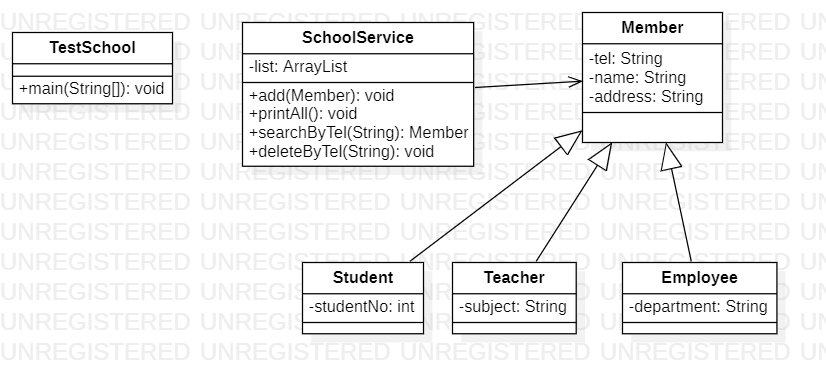 TestSchool
+main(String[]): void
SchoolService
-list: ArrayList
+add(Member): void
+printAll(): void
+searchByTel(String): Member
+deleteByTel(String): void
Member
-tel: String
-name: String
-address: String
Student
-studentNo: int
Teacher
-subject: String
Employee
-department: String
UNREGISTERED UNREGISTERED UNREGISTERED UNREGISTERED UN